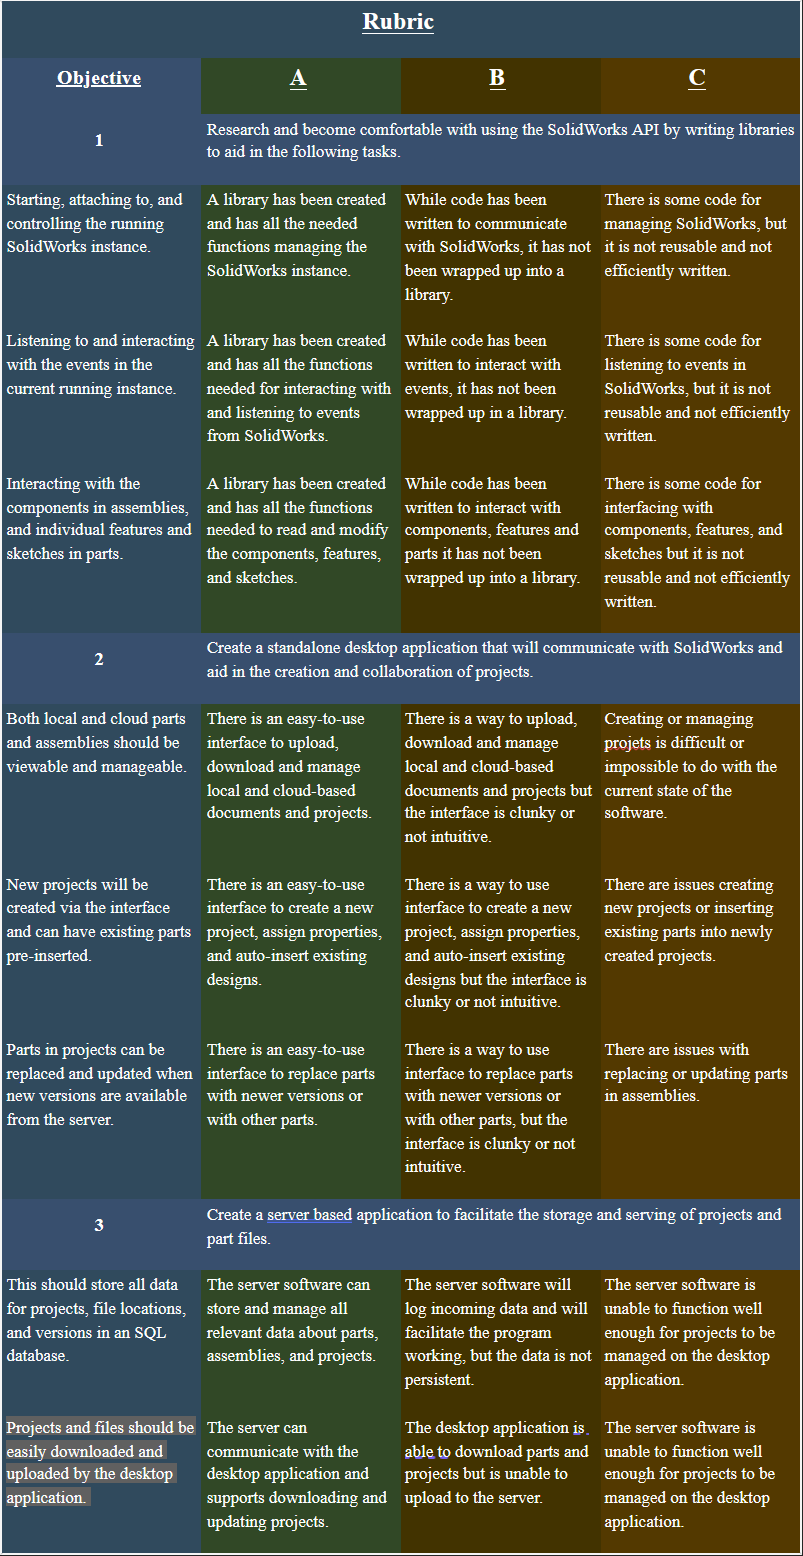 Rubric
Objective A B C
1
Research and become comfortable with using the SolidWorks API by writing libraries
to aid in the following tasks.
Starting, attaching to, and
controlling the running
SolidWorks instance.
A library has been created
and has all the needed
functions managing the
SolidWorks instance.
While code has been
written to communicate
with SolidWorks, it has not
been wrapped up into a
library.
There is some code for
managing SolidWorks, but
it is not reusable and not
efficiently written.
Listening to and interacting
with the events in the
current running instance.
A library has been created
and has all the functions
needed for interacting with
and listening to events
from SolidWorks.
While code has been
written to interact with
events, it has not been
wrapped up in a library.
There is some code for
listening to events in
SolidWorks, but it is not
reusable and not efficiently
written.
Interacting with the
components in assemblies,
and individual features and
sketches in parts.
A library has been created
and has all the functions
needed to read and modify
the components, features,
and sketches.
While code has been
written to interact with
components, features and
parts it has not been
wrapped up into a library.
There is some code for
interfacing with
components, features, and
sketches but it is not
reusable and not efficiently
written.
2
Create a standalone desktop application that will communicate with SolidWorks and
aid in the creation and collaboration of projects.
Both local and cloud parts
and assemblies should be
viewable and manageable.
There is an easy-to-use
interface to upload,
download and manage
local and cloud-based
documents and projects.
There is a way to upload,
download and manage
local and cloud-based
documents and projects but
the interface is clunky or
not intuitive.
Creating or managing
projets is difficult or
impossible to do with the
current state of the
software.
New projects will be
created via the interface
and can have existing parts
pre-inserted.
There is an easy-to-use
interface to create a new
project, assign properties,
and auto-insert existing
designs.
There is a way to use
interface to create a new
project, assign properties,
and auto-insert existing
designs but the interface is
clunky or not intuitive.
There are issues creating
new projects or inserting
existing parts into newly
created projects.
Parts in projects can be
replaced and updated when
new versions are available
from the server.
There is an easy-to-use
interface to replace parts
with newer versions or
with other parts.
There is a way to use
interface to replace parts
with newer versions or
with other parts, but the
interface is clunky or not
intuitive.
There are issues with
replacing or updating parts
in assemblies.
3
Create a server based application to facilitate the storage and serving of projects and
part files.
This should store all data
for projects, file locations,
and versions in an SQL
database.
The server software can
store and manage all
relevant data about parts,
assemblies, and projects.
The server software will
log incoming data and will
facilitate the program
working, but the data is not
persistent.
The server software is
unable to function well
enough for projects to be
managed on the desktop
application.
Projects and files should be
easily downloaded and
uploaded by the desktop
application.
The server can
communicate with the
desktop application and
supports downloading and
updating projects.
The desktop application is
able to download parts and
projects but is unable to
upload to the server.
The server software is
unable to function well
enough for projects to be
managed on the desktop
application.